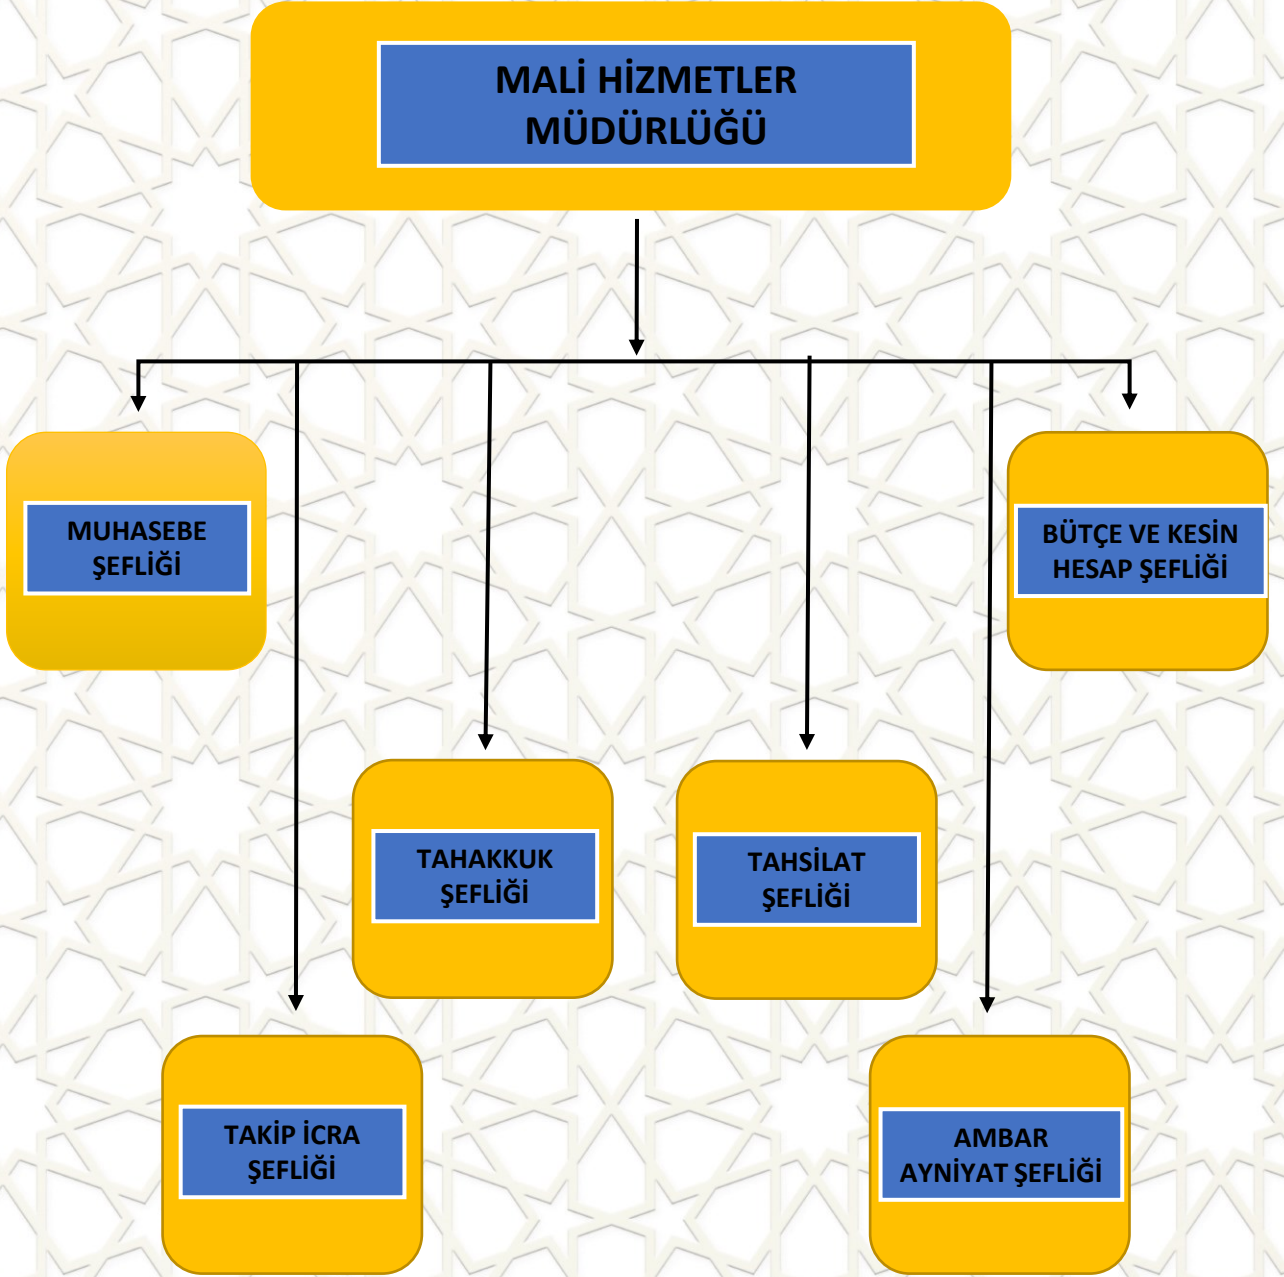 MALİ HİZMETLER
MÜDÜRLÜĞÜ
MUHASEBE
ŞEFLİĞİ
BÜTÇE VE KESİN
HESAP ŞEFLİĞİ
TAHAKKUK
ŞEFLİĞİ
TAHSİLAT
ŞEFLİĞİ
TAKİP İCRA
ŞEFLİĞİ
AMBAR
AYNİYAT ŞEFLİĞİ